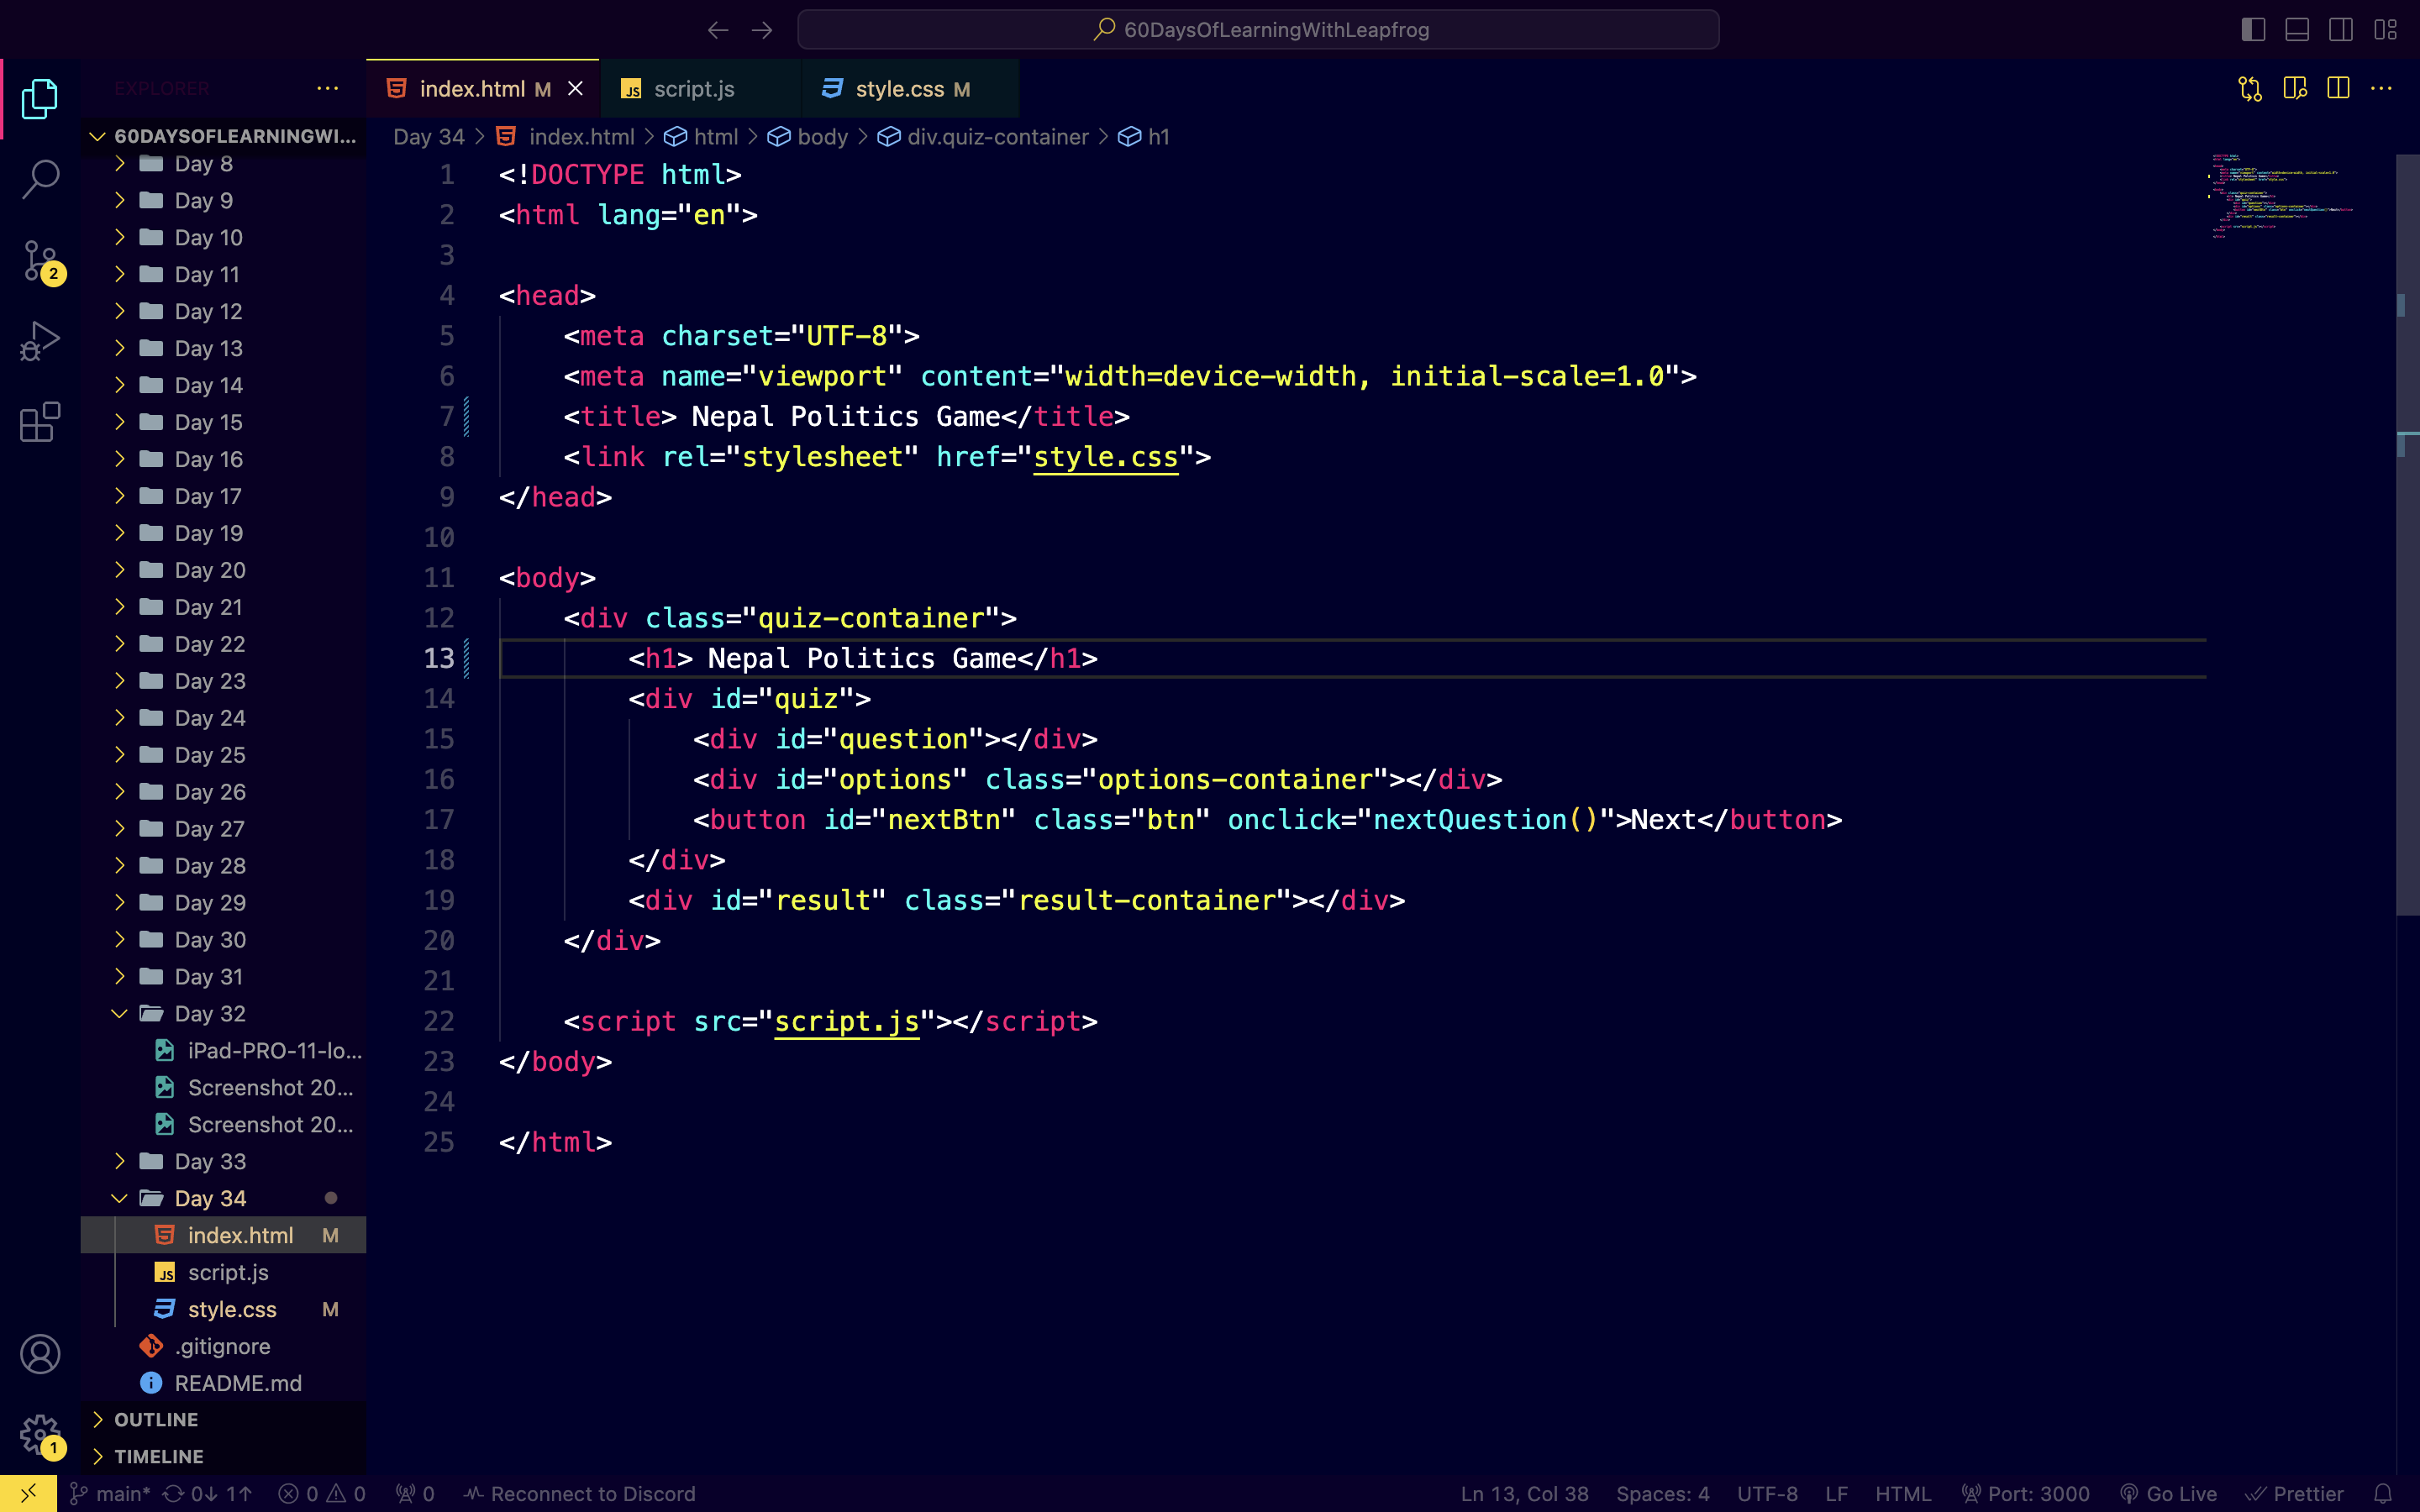 60DaysOfLearningWithLeapfrog
EXPLORER
index.html M
script.js
style.css M
60DAYSOFLEARNINGWI...
Day 34 > index.html > html > body > div.quiz-container > h1
Day 8
Day 9
Day 10
Day 11
Day 12
Day 13
Day 14
Day 15
Day 16
Day 17
Day 19
Day 20
Day 21
Day 22
Day 23
Day 24
Day 25
Day 26
Day 27
Day 28
Day 29
Day 30
Day 31
Day 32
iPad-PRO-11-lo...
Screenshot 20...
Screenshot 20...
Day 33
Day 34
index.html M
script.js
style.css M
.gitignore
README.md
OUTLINE
TIMELINE
2
1
1 <!DOCTYPE html>
2 <html lang="en">
3
4 <head>
5 <meta charset="UTF-8">
6 <meta name="viewport" content="width=device-width, initial-scale=1.0">
7 <title> Nepal Politics Game</title>
8 <link rel="stylesheet" href="style.css">
9 </head>
10
11 <body>
12 <div class="quiz-container">
13 <h1> Nepal Politics Game</h1>
14 <div id="quiz">
15 <div id="question"></div>
16 <div id="options" class="options-container"></div>
17 <button id="nextBtn" class="btn" onclick="nextQuestion()">Next</button>
18 </div>
19 <div id="result" class="result-container"></div>
20 </div>
21
22 <script src="script.js"></script>
23 </body>
24
25 </html>
main* 0↓ 1↑ 0 0 0 Reconnect to Discord
Ln 13, Col 38 Spaces: 4 UTF-8 LF HTML Port: 3000 Go Live Prettier